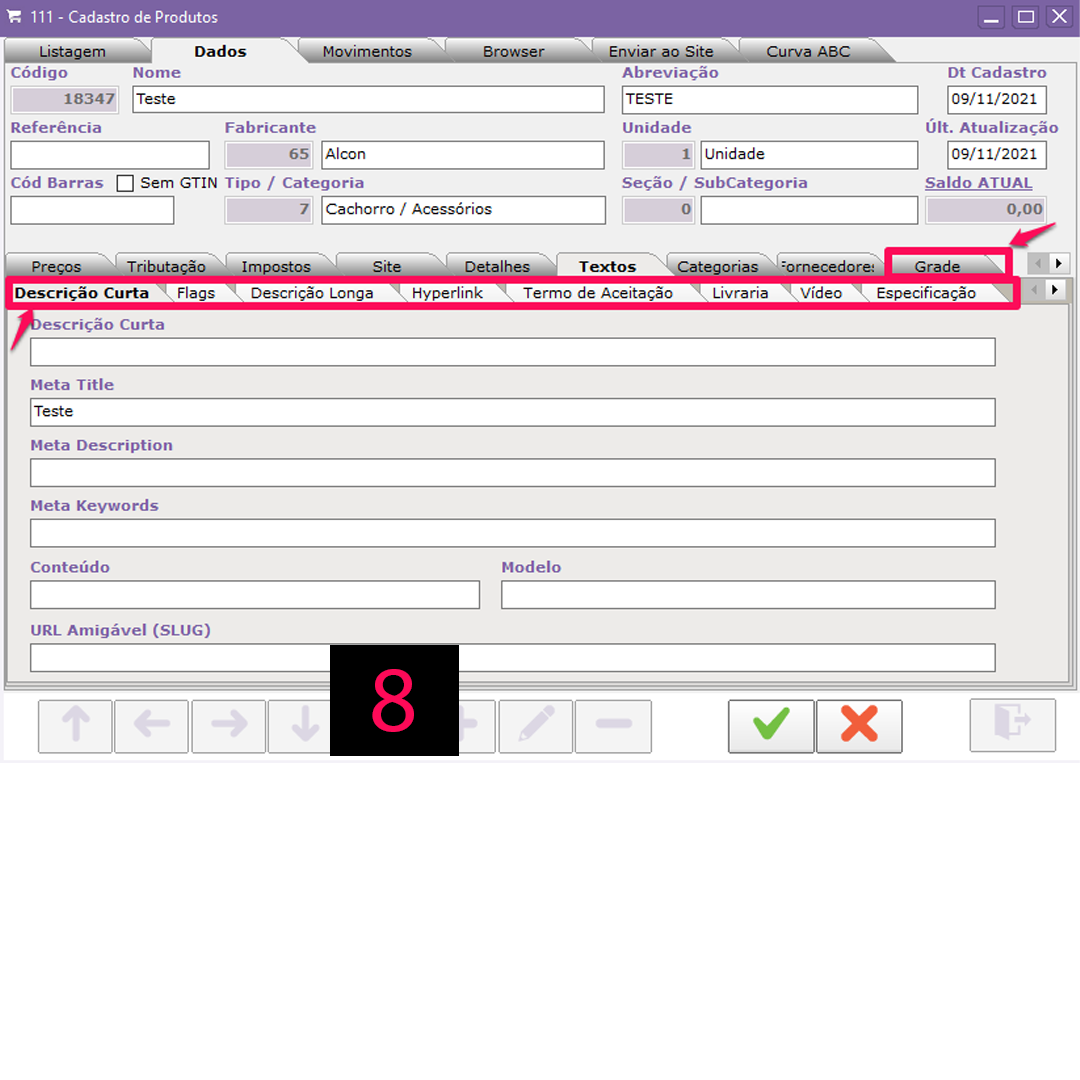 111 - Cadastro de Produtos
Listagem Dados Movimentos Browser Enviar ao Site Curva ABC
Código Nome Abreviação Dt Cadastro
18347 Teste TESTE 09/11/2021
Referência Fabricante Unidade Últ. Atualização
65 Alcon 1 Unidade 09/11/2021
Cód Barras Sem GTIN Tipo / Categoria Seção / SubCategoria Saldo ATUAL
7 Cachorro / Acessórios 0 0,00
Preços Tributação Impostos Site Detalhes Textos Categorias Fornecedores Grade
Descrição Curta Flags Descrição Longa Hyperlink Termo de Aceitação Livraria Vídeo Especificação
Descrição Curta
Meta Title
Teste
Meta Description
Meta Keywords
Conteúdo Modelo
URL Amigável (SLUG)
8